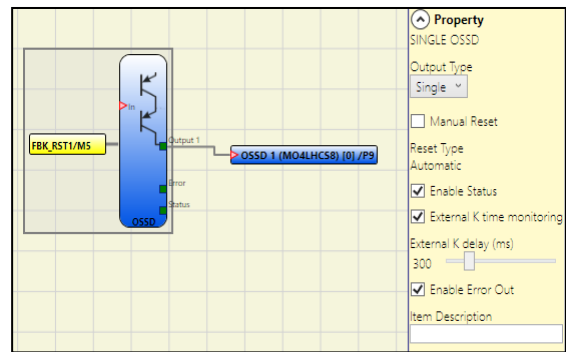 In
FBK_RST1/M5
Output 1
OSSD 1 (MO4LHCS8) [0] /P9
Error
Status
OSSD
Property
SINGLE OSSD
Output Type
Single
Manual Reset
Reset Type
Automatic
Enable Status
External K time monitoring
External K delay (ms)
300
Enable Error Out
Item Description